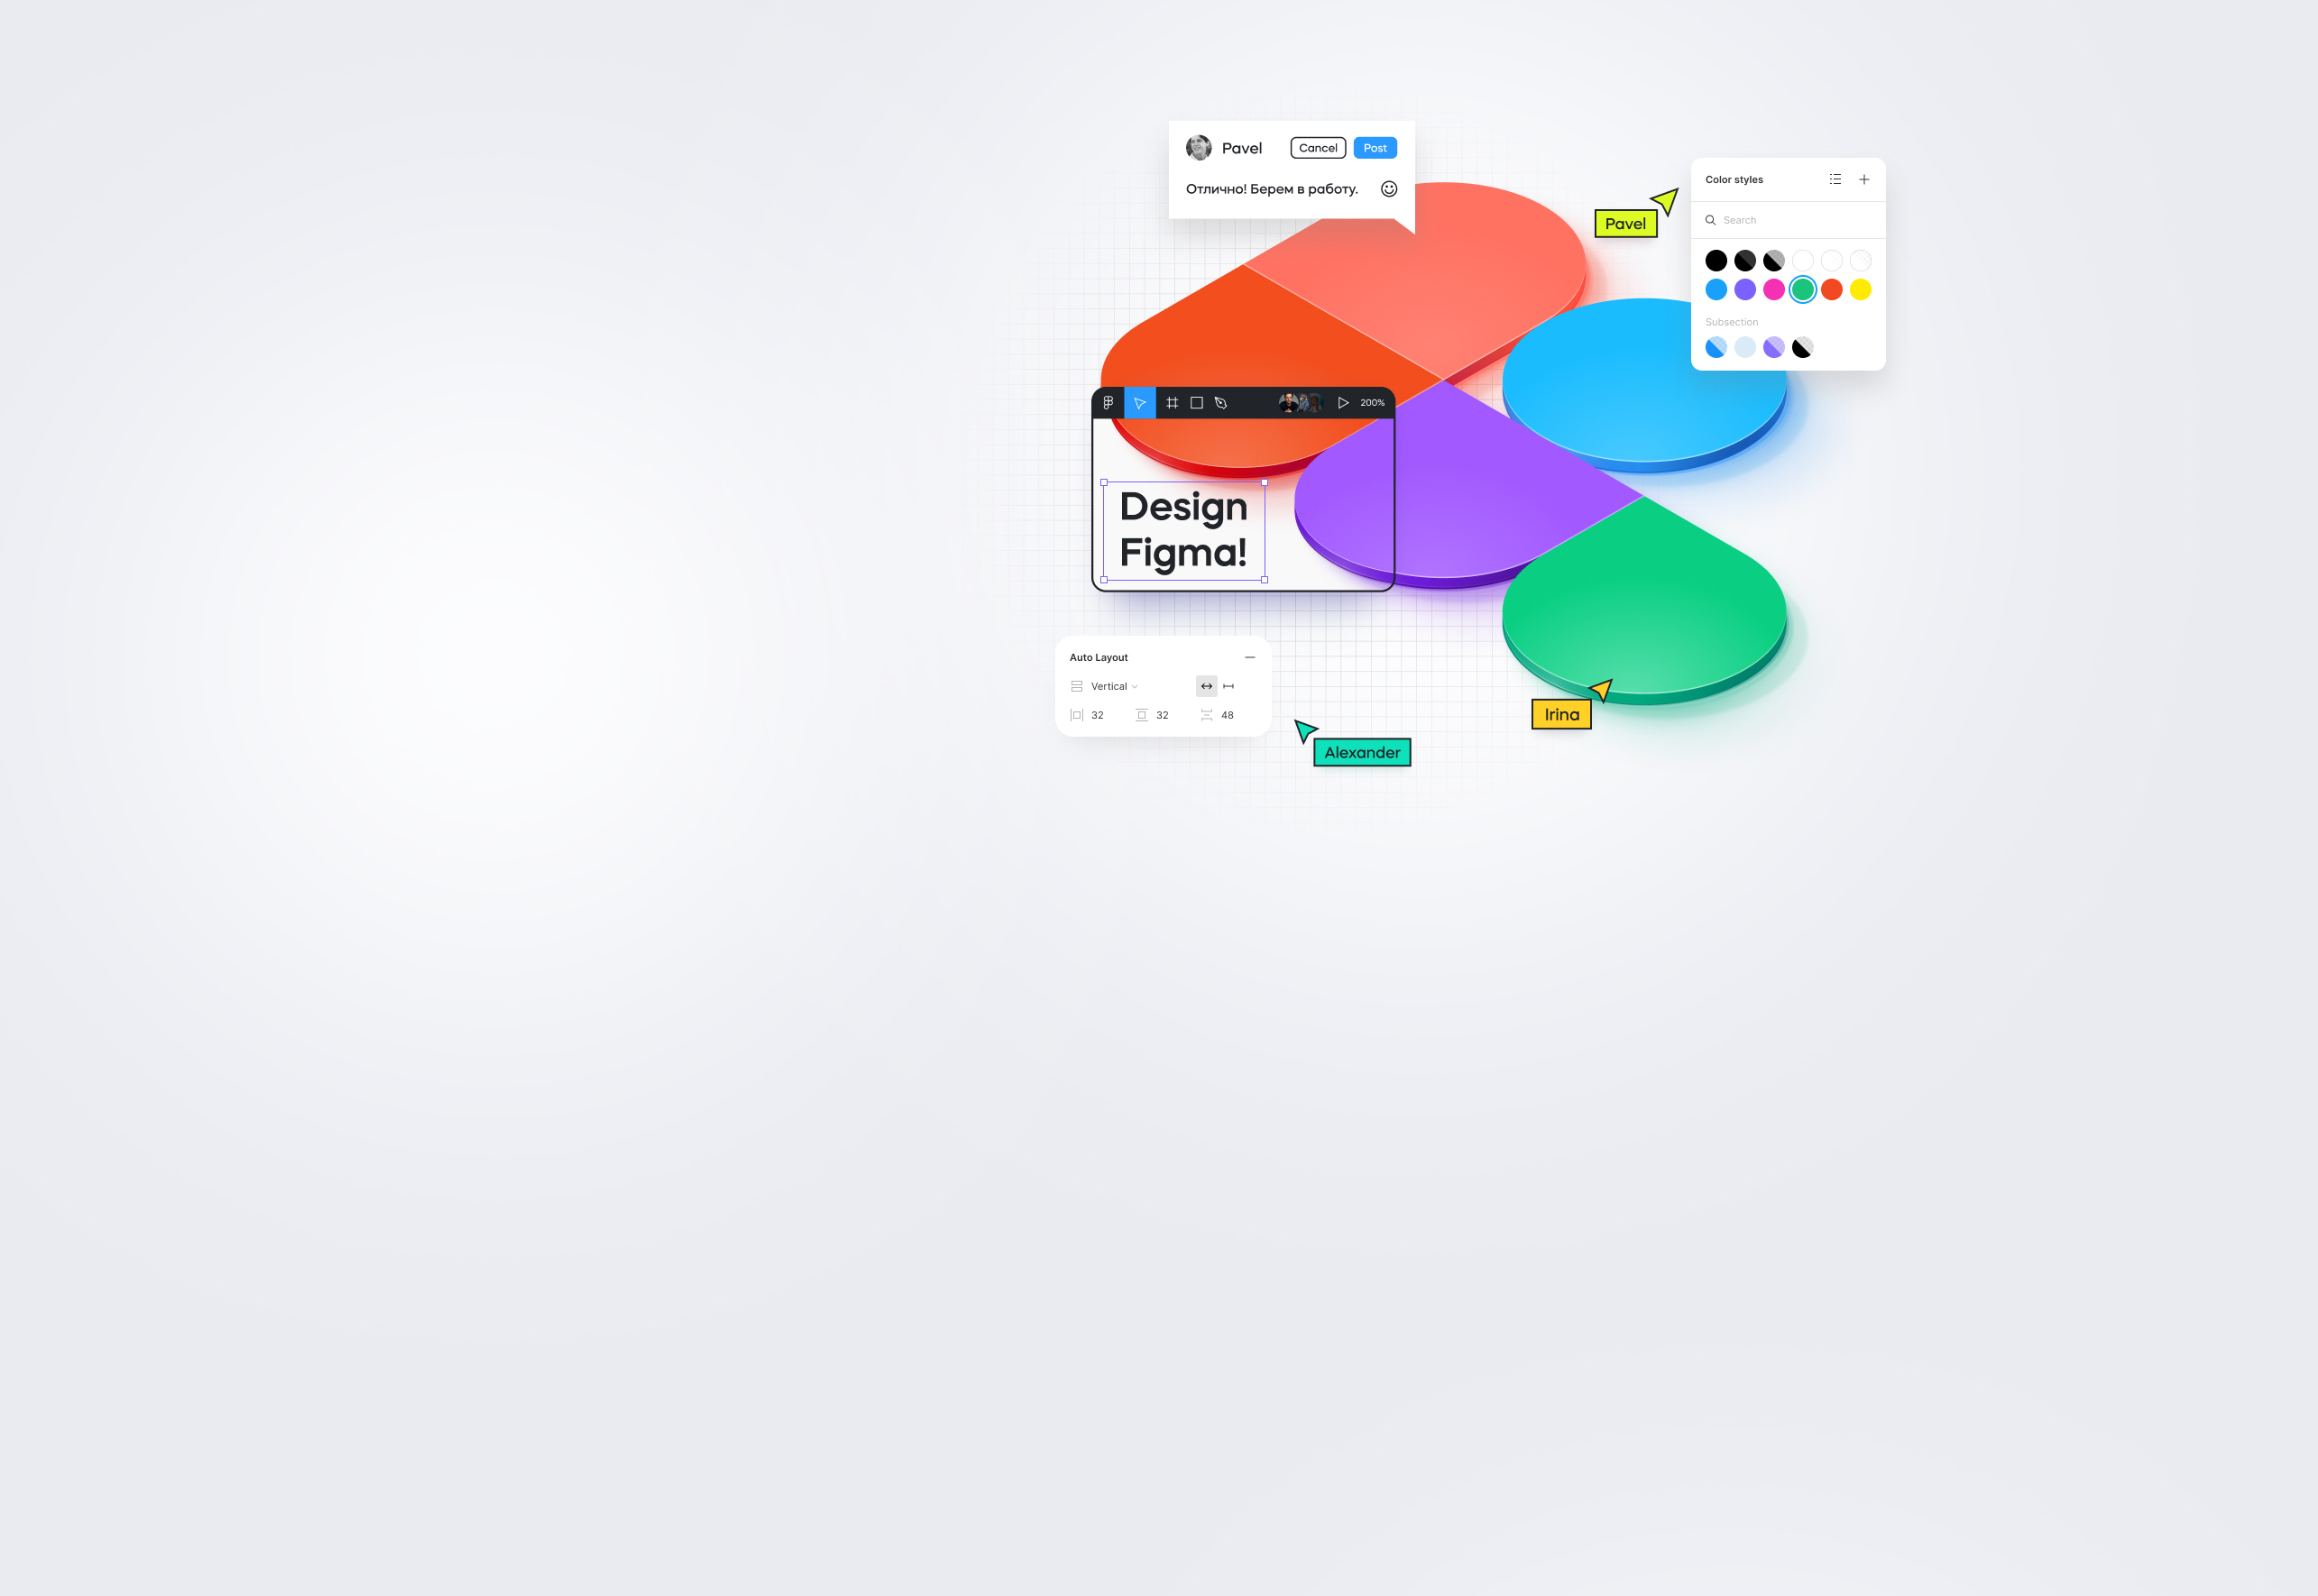 Pavel
Cancel
Post
Отлично! Берем в работу.
Pavel
Color styles
Search
Subsection
200%
Design
Figma!
Auto Layout
Vertical
32
32
48
Irina
Alexander